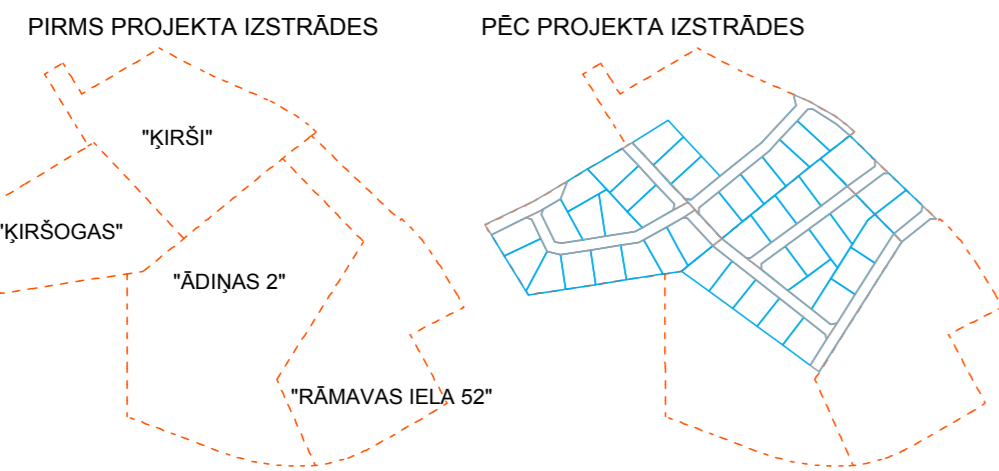 PIRMS PROJEKTA IZSTRĀDES
PĒC PROJEKTA IZSTRĀDES
"ĶIRŠI"
"ĶIRŠOGAS"
"ĀDIŅAS 2"
"RĀMAVAS IELA 52"